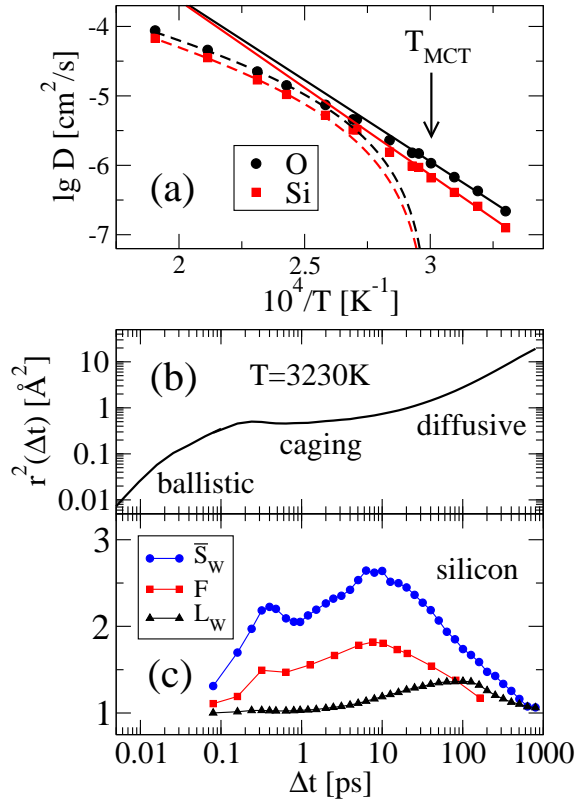 -4
-5
-6
-7
lg D [cm²/s]
T_MCT
O
Si
(a)
2
2.5
3
10⁴/T [K⁻¹]
10
1
0.1
0.01
r²(Δt) [Å²]
(b)
T=3230K
ballistic
caging
diffusive
3
2
1
S̅_W
F
L_W
silicon
(c)
0.01
0.1
1
10
100
1000
Δt [ps]